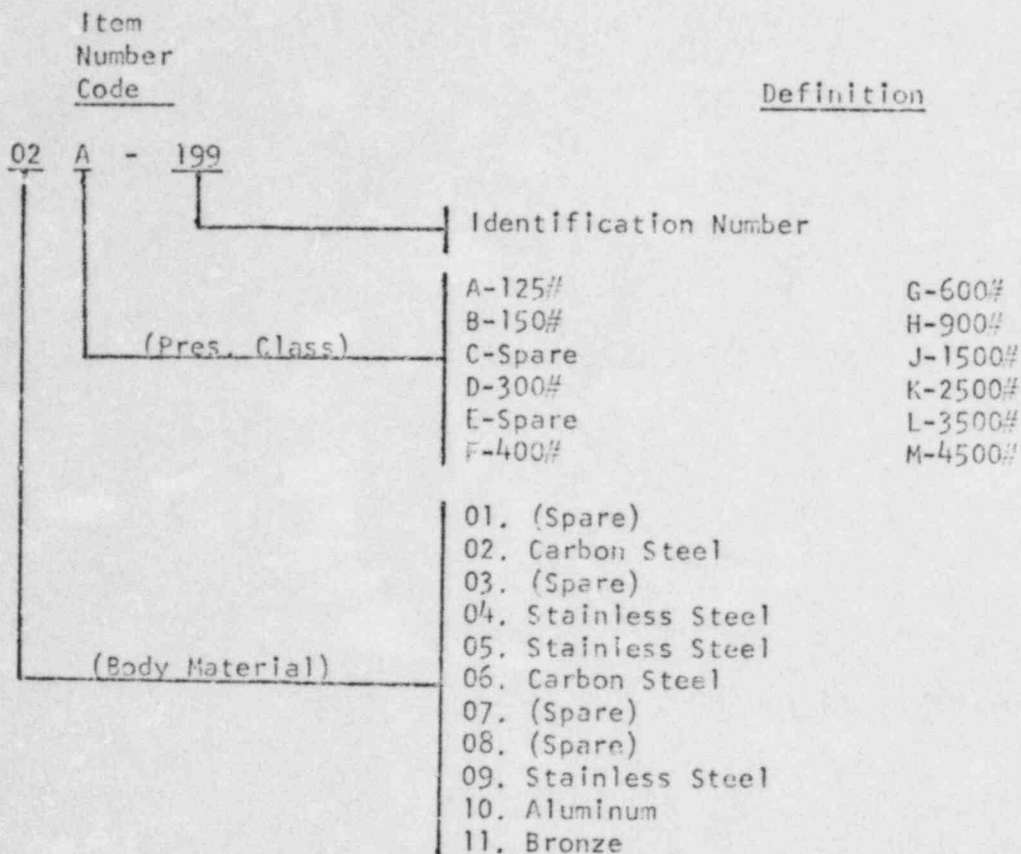 Item
Number
Code
Definition
02 A - 199
Identification Number
A-125# G-600#
B-150# H-900#
(Pres. Class) C-Spare J-1500#
D-300# K-2500#
E-Spare L-3500#
F-400# M-4500#
01. (Spare)
02. Carbon Steel
03. (Spare)
04. Stainless Steel
05. Stainless Steel
(Body Material) 06. Carbon Steel
07. (Spare)
08. (Spare)
09. Stainless Steel
10. Aluminum
11. Bronze